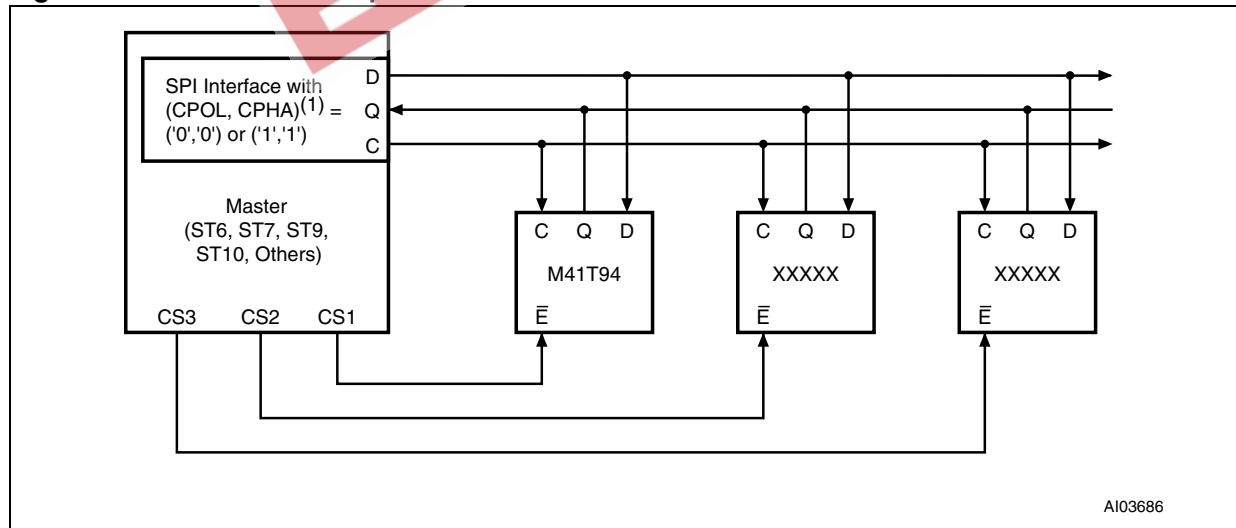 SPI Interface with
(CPOL, CPHA)(1) =
('0','0') or ('1','1')
D
Q
C
Master
(ST6, ST7, ST9,
ST10, Others)
CS3 CS2 CS1
C Q D
M41T94
E̅
C Q D
XXXXX
E̅
C Q D
XXXXX
E̅
AI03686